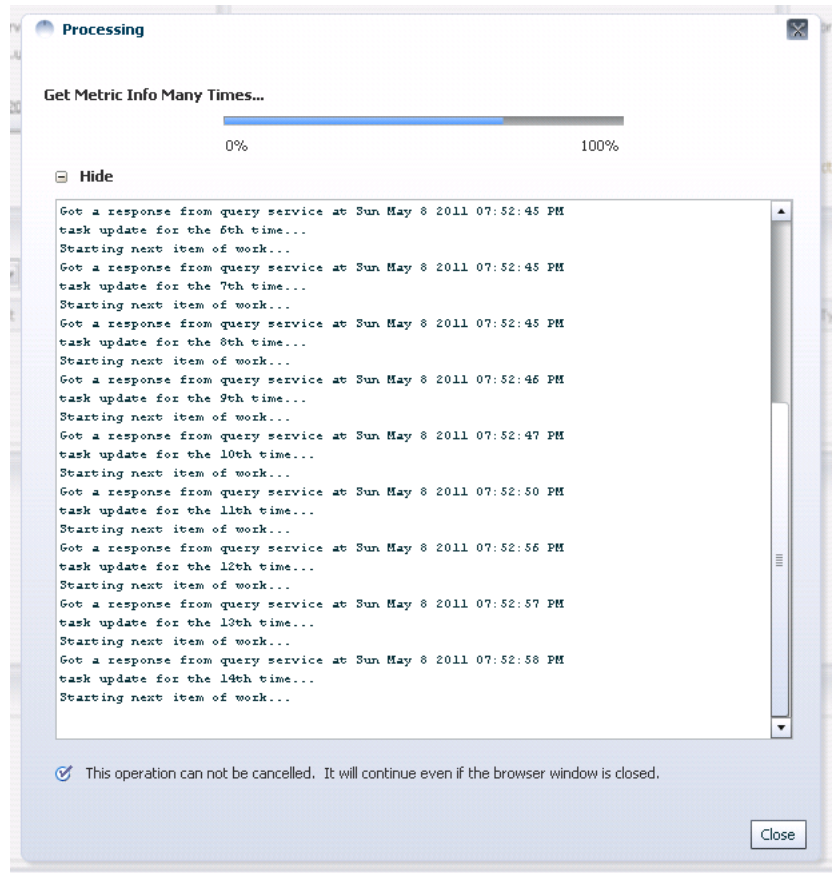 Processing
Get Metric Info Many Times...
0% 100%
Hide
Got a response from query service at Sun May 8 2011 07:52:45 PM
task update for the 6th time...
Starting next item of work...
Got a response from query service at Sun May 8 2011 07:52:45 PM
task update for the 7th time...
Starting next item of work...
Got a response from query service at Sun May 8 2011 07:52:45 PM
task update for the 8th time...
Starting next item of work...
Got a response from query service at Sun May 8 2011 07:52:46 PM
task update for the 9th time...
Starting next item of work...
Got a response from query service at Sun May 8 2011 07:52:47 PM
task update for the 10th time...
Starting next item of work...
Got a response from query service at Sun May 8 2011 07:52:50 PM
task update for the 11th time...
Starting next item of work...
Got a response from query service at Sun May 8 2011 07:52:56 PM
task update for the 12th time...
Starting next item of work...
Got a response from query service at Sun May 8 2011 07:52:57 PM
task update for the 13th time...
Starting next item of work...
Got a response from query service at Sun May 8 2011 07:52:58 PM
task update for the 14th time...
Starting next item of work...
This operation can not be cancelled. It will continue even if the browser window is closed.
Close